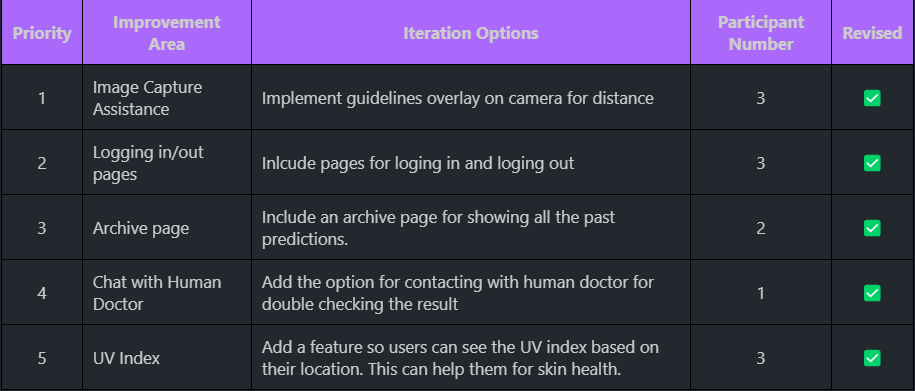 Priority
Improvement
Area
Iteration Options
Participant
Number
Revised
1
Image Capture
Assistance
Implement guidelines overlay on camera for distance
3
2
Logging in/out
pages
Inlcude pages for loging in and loging out
3
3
Archive page
Include an archive page for showing all the past
predictions.
2
4
Chat with Human
Doctor
Add the option for contacting with human doctor for
double checking the result
1
5
UV Index
Add a feature so users can see the UV index based on
their location. This can help them for skin health.
3